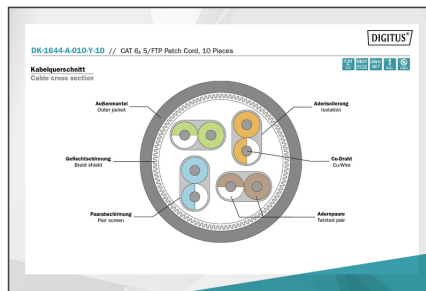 DIGITUS®
DK-1644-A-010-Y-10 // CAT 6A S/FTP Patch Cord, 10 Pieces
Kabelquerschnitt
Cable cross section
Außenmantel
Outer jacket
Aderisolierung
Isolation
Geflechtschirmung
Braid shield
Cu-Draht
Cu-Wire
Paarabschirmung
Pair screen
Adernpaare
Twisted pair